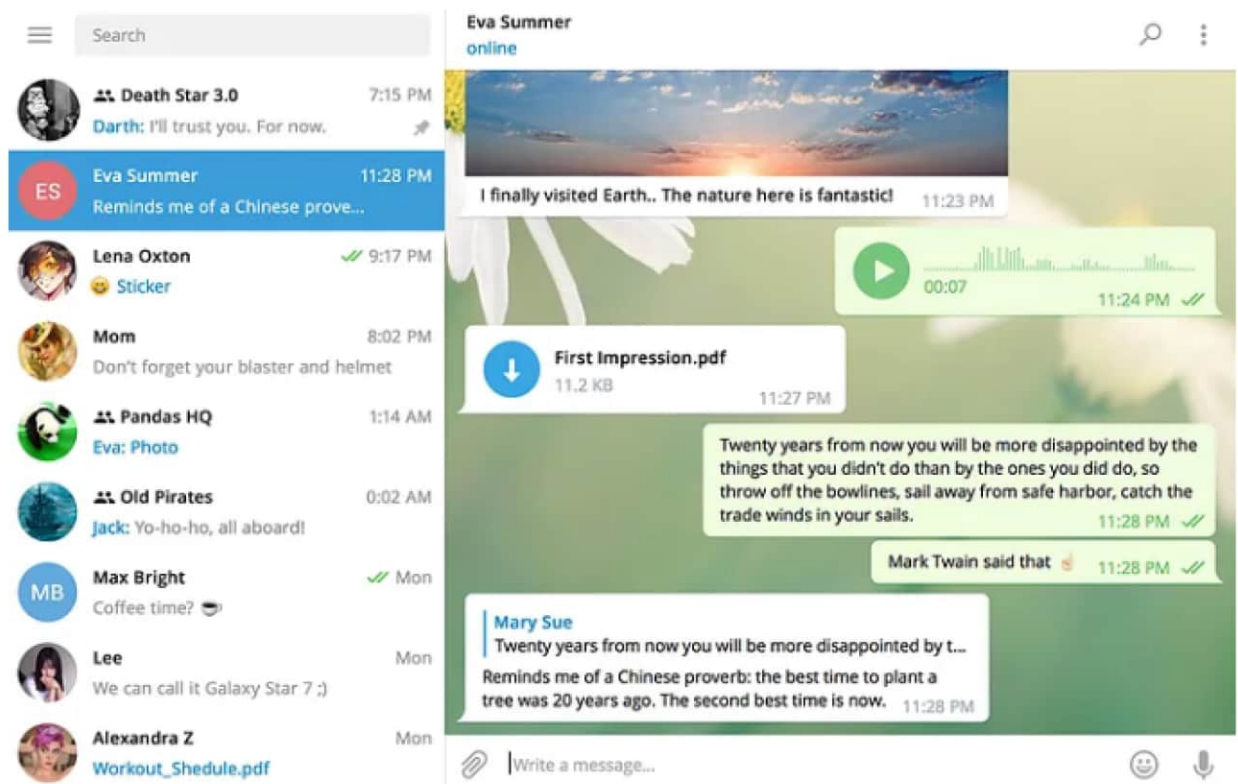 Search
Death Star 3.0 7:15 PM
Darth: I'll trust you. For now.
ES
Eva Summer 11:28 PM
Reminds me of a Chinese prove...
Lena Oxton 9:17 PM
Sticker
Mom 8:02 PM
Don't forget your blaster and helmet
Pandas HQ 1:14 AM
Eva: Photo
Old Pirates 0:02 AM
Jack: Yo-ho-ho, all aboard!
MB
Max Bright Mon
Coffee time? ☕
Lee Mon
We can call it Galaxy Star 7 ;)
Alexandra Z Mon
Workout_Shedule.pdf
Eva Summer
online
I finally visited Earth.. The nature here is fantastic! 11:23 PM
00:07
11:24 PM
First Impression.pdf
11.2 KB
11:27 PM
Twenty years from now you will be more disappointed by the
things that you didn't do than by the ones you did do, so
throw off the bowlines, sail away from safe harbor, catch the
trade winds in your sails. 11:28 PM
Mark Twain said that ☝🏻 11:28 PM
Mary Sue
Twenty years from now you will be more disappointed by t...
Reminds me of a Chinese proverb: the best time to plant a
tree was 20 years ago. The second best time is now. 11:28 PM
Write a message...